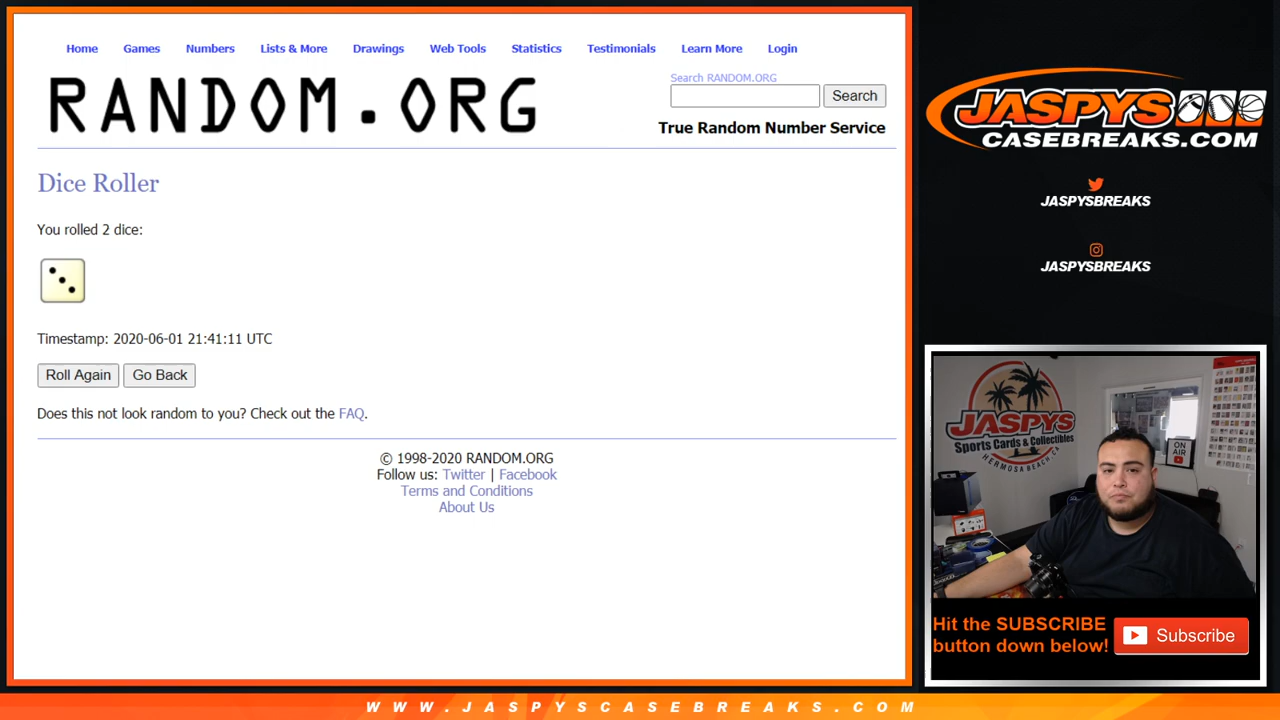 Home Games Numbers Lists & More Drawings Web Tools Statistics Testimonials Learn More Login
RANDOM.ORG
Search RANDOM.ORG
Search
True Random Number Service
Dice Roller
You rolled 2 dice:
Timestamp: 2020-06-01 21:41:11 UTC
Roll Again Go Back
Does this not look random to you? Check out the FAQ.
© 1998-2020 RANDOM.ORG
Follow us: Twitter | Facebook
Terms and Conditions
About Us
JASPYS
CASEBREAKS.COM
JASPYSBREAKS
JASPYSBREAKS
JASPYS
Sports Cards & Collectibles
HERMOSA BEACH, CA
ON
AIR
Hit the SUBSCRIBE
button down below!
Subscribe
WWW.JASPYSCASEBREAKS.COM